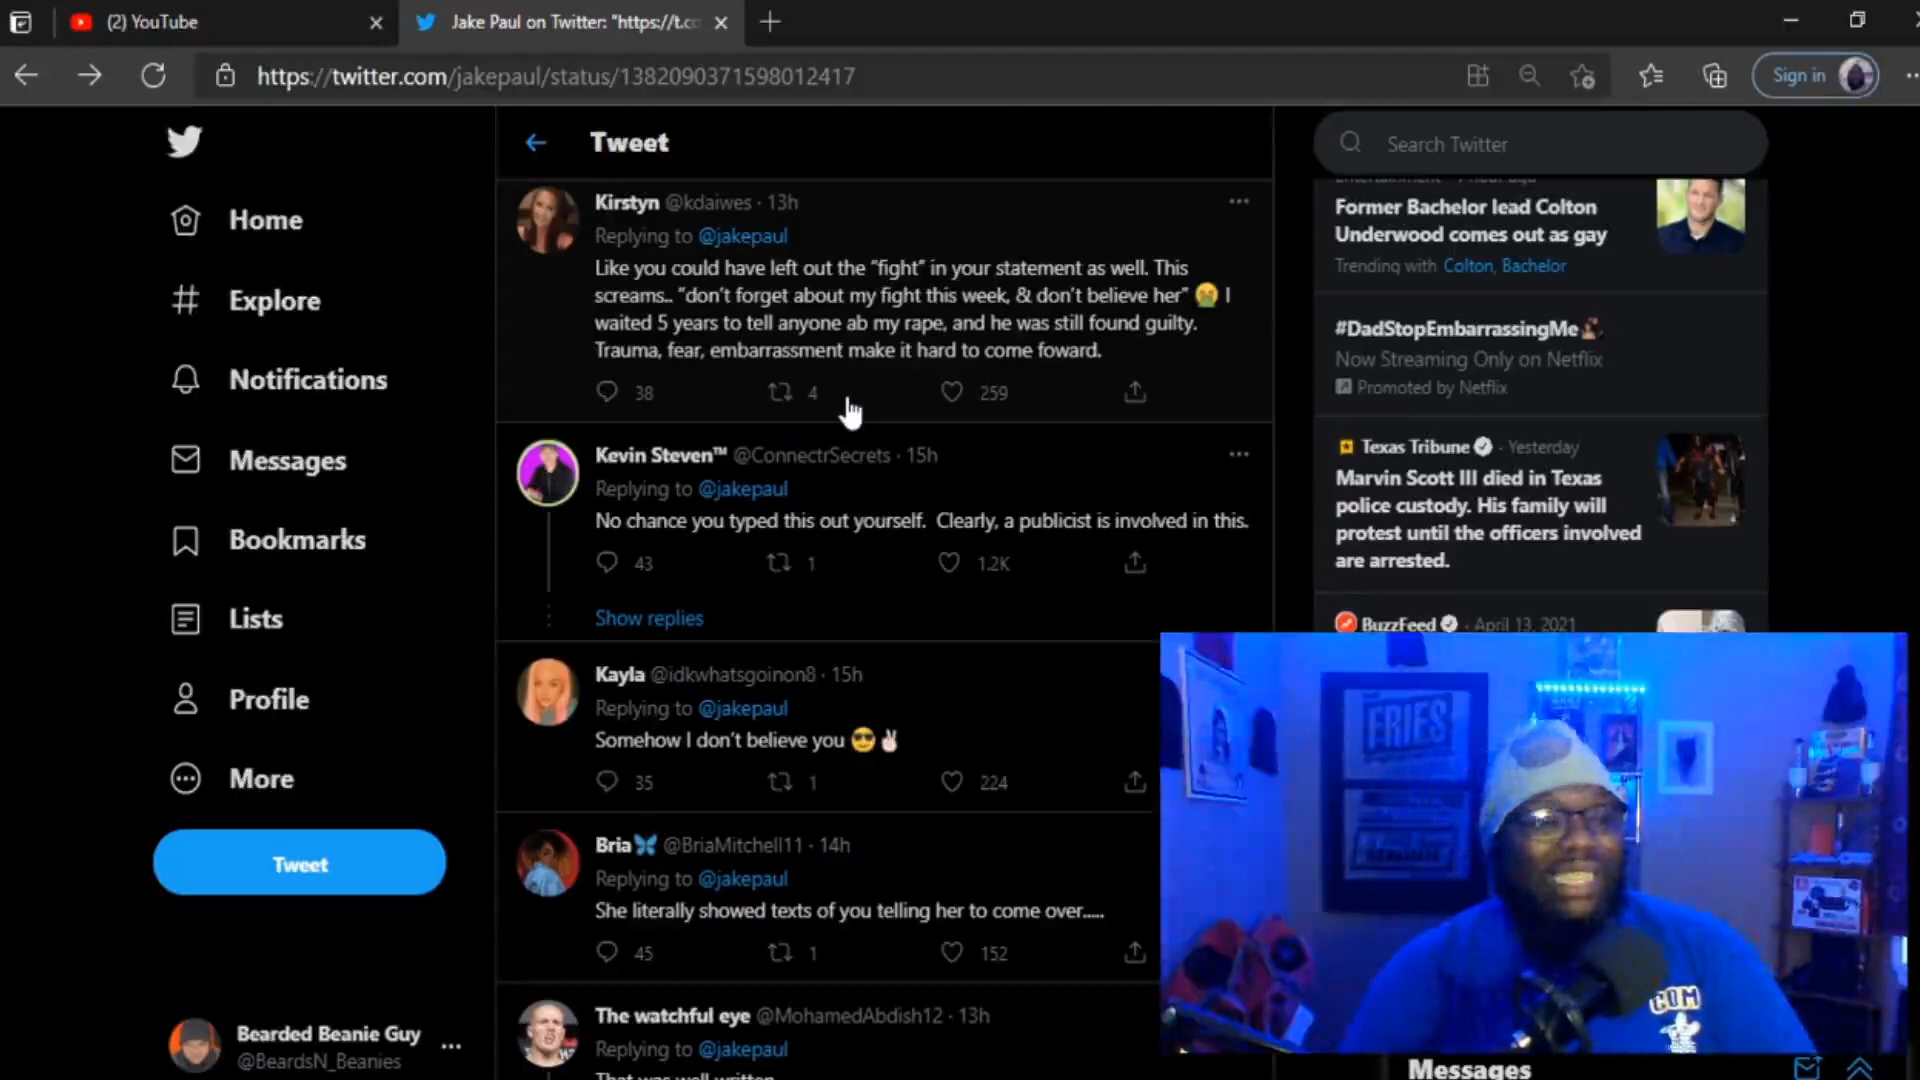 (2) YouTube
Jake Paul on Twitter: "https://t.co
https://twitter.com/jakepaul/status/1382090371598012417
Sign in
Home
Explore
Notifications
Messages
Bookmarks
Lists
Profile
More
Tweet
Bearded Beanie Guy
@BeardsN_Beanies
Tweet
Kirstyn @kdaiwes · 13h
Replying to @jakepaul
Like you could have left out the “fight” in your statement as well. This
screams.. “don’t forget about my fight this week, & don’t believe her” 🤮 I
waited 5 years to tell anyone ab my rape, and he was still found guilty.
Trauma, fear, embarrassment make it hard to come foward.
38 4 259
Kevin Steven™ @ConnectrSecrets · 15h
Replying to @jakepaul
No chance you typed this out yourself. Clearly, a publicist is involved in this.
43 1 1.2K
Show replies
Kayla @idkwhatsgoinon8 · 15h
Replying to @jakepaul
Somehow I don’t believe you 😎✌🏻
35 1 224
Bria🦋 @BriaMitchell11 · 14h
Replying to @jakepaul
She literally showed texts of you telling her to come over.....
45 1 152
The watchful eye @MohamedAbdish12 · 13h
Replying to @jakepaul
That was well written
Search Twitter
Former Bachelor lead Colton
Underwood comes out as gay
Trending with Colton, Bachelor
#DadStopEmbarrassingMe
Now Streaming Only on Netflix
Promoted by Netflix
Texas Tribune · Yesterday
Marvin Scott III died in Texas
police custody. His family will
protest until the officers involved
are arrested.
BuzzFeed · April 13, 2021
FRIES
COM
Messages